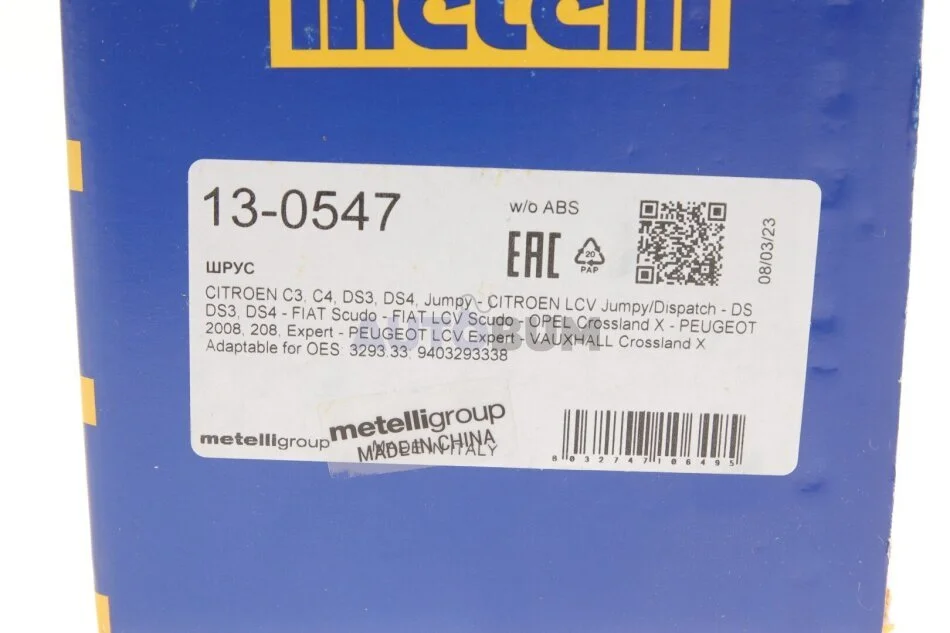 metelli
13-0547
w/o ABS
EAC
20
PAP
08/03/23
ШРУС
CITROEN C3, C4, DS3, DS4, Jumpy - CITROEN LCV Jumpy/Dispatch - DS
DS3, DS4 - FIAT Scudo - FIAT LCV Scudo - OPEL Crossland X - PEUGEOT
2008, 208, Expert - PEUGEOT LCV Expert - VAUXHALL Crossland X
Adaptable for OES: 3293.33, 9403293338
AUTOBUM
metelligroup
metelligroup
MADE IN CHINA
MADE IN ITALY
8032747106495